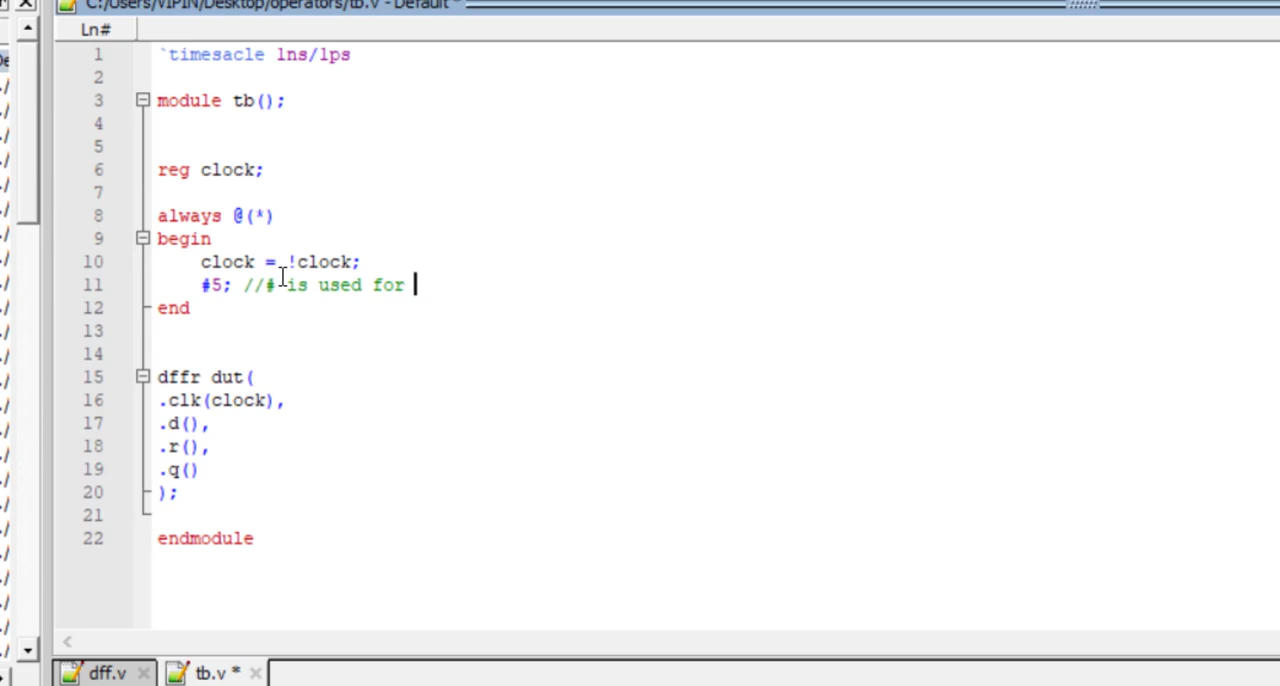 C:/Users/VIPIN/Desktop/operators/tb.v - Default *
Ln#
1 `timesacle 1ns/1ps
2
3 module tb();
4
5
6 reg clock;
7
8 always @(*)
9 begin
10 clock = !clock;
11 #5; //# is used for
12 end
13
14
15 dffr dut(
16 .clk(clock),
17 .d(),
18 .r(),
19 .q()
20 );
21
22 endmodule
dff.v tb.v *